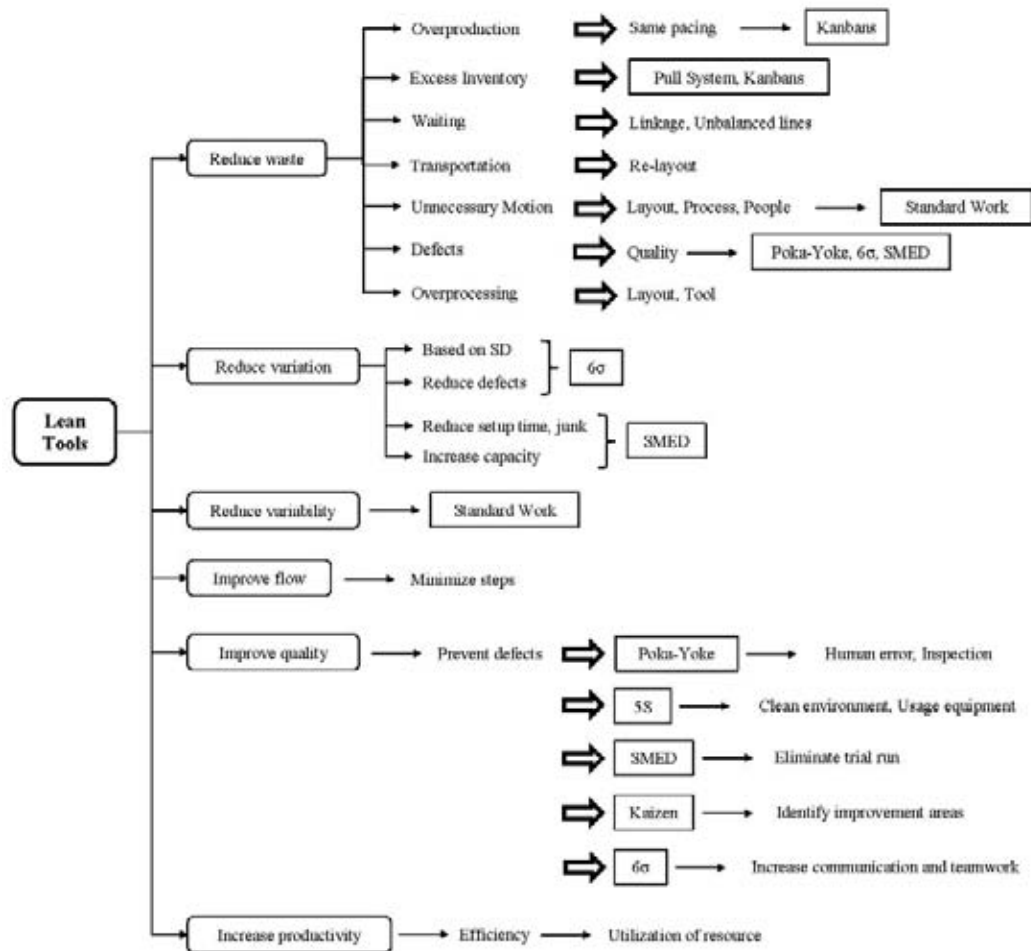 Overproduction Same pacing Kanbans
Excess Inventory Pull System, Kanbans
Waiting Linkage, Unbalanced lines
Reduce waste
Transportation Re-layout
Unnecessary Motion Layout, Process, People Standard Work
Defects Quality Poka-Yoke, 6σ, SMED
Overprocessing Layout, Tool
Based on SD
Reduce variation 6σ
Reduce defects
Lean
Tools
Reduce setup time, junk
SMED
Increase capacity
Reduce variability Standard Work
Improve flow Minimize steps
Improve quality Prevent defects Poka-Yoke Human error, Inspection
5S Clean environment, Usage equipment
SMED Eliminate trial run
Kaizen Identify improvement areas
6σ Increase communication and teamwork
Increase productivity Efficiency Utilization of resource